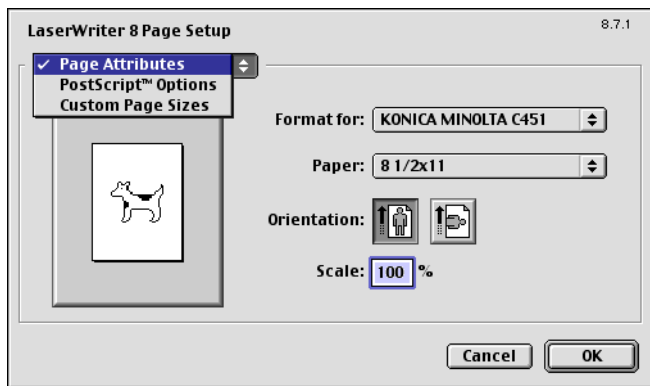 LaserWriter 8 Page Setup
8.7.1
✓ Page Attributes
PostScript™ Options
Custom Page Sizes
Format for: KONICA MINOLTA C451
Paper: 8 1/2x11
Orientation:
Scale: 100 %
Cancel
OK